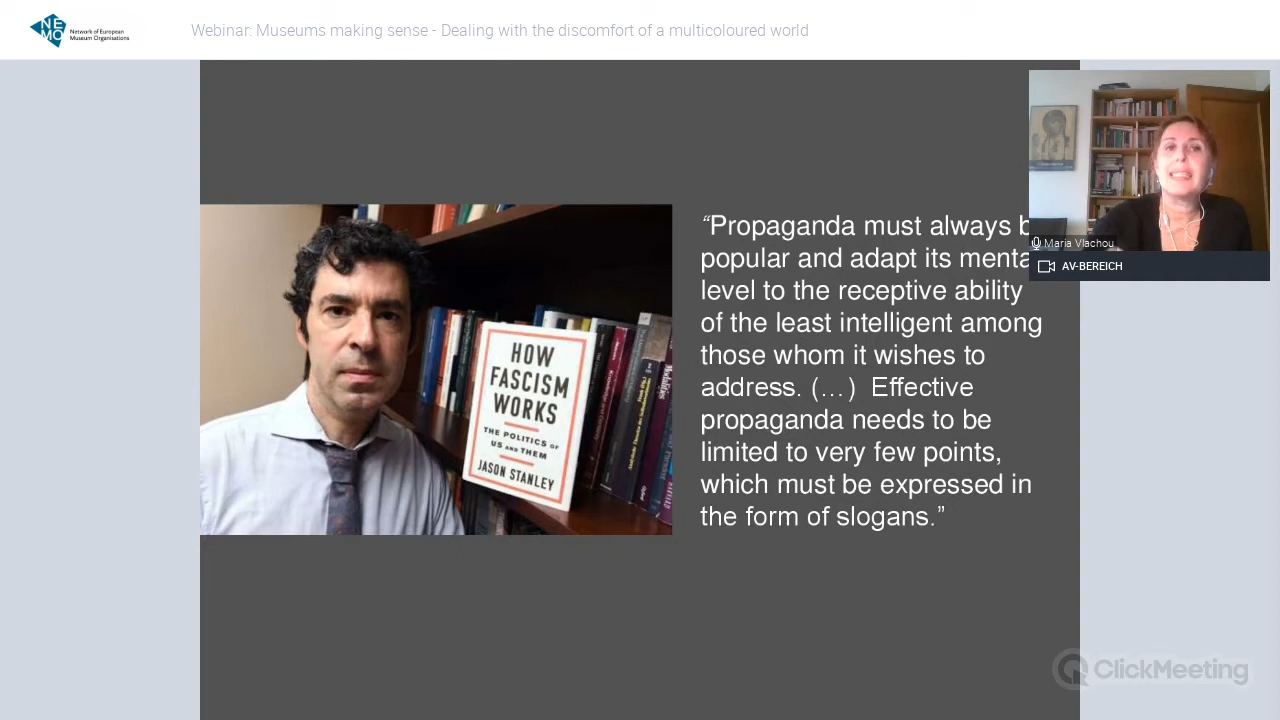 NE
MO
Network of European
Museum Organisations
Webinar: Museums making sense - Dealing with the discomfort of a multicoloured world
HOW
FASCISM
WORKS
THE POLITICS OF
US AND THEM
JASON STANLEY
“Propaganda must always b
popular and adapt its menta
level to the receptive ability
of the least intelligent among
those whom it wishes to
address. (…) Effective
propaganda needs to be
limited to very few points,
which must be expressed in
the form of slogans.”
Maria Vlachou
AV-BEREICH
ClickMeeting